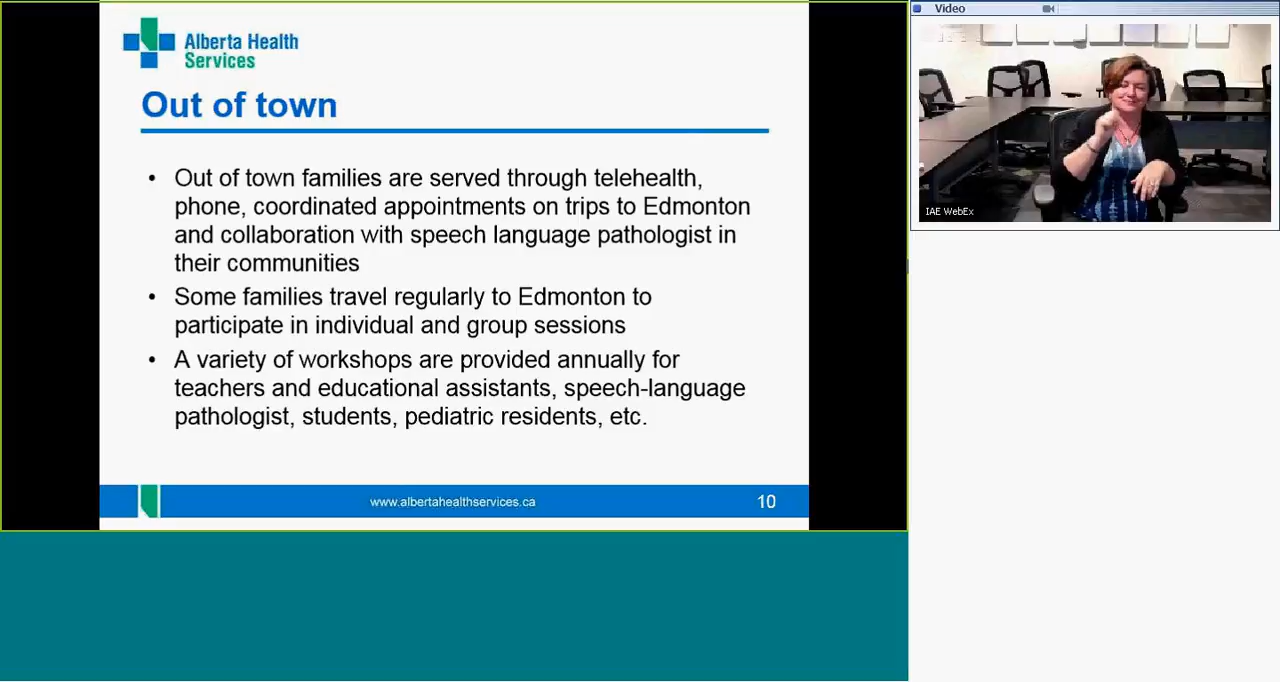 Alberta Health
Services
Out of town
• Out of town families are served through telehealth,
phone, coordinated appointments on trips to Edmonton
and collaboration with speech language pathologist in
their communities
• Some families travel regularly to Edmonton to
participate in individual and group sessions
• A variety of workshops are provided annually for
teachers and educational assistants, speech-language
pathologist, students, pediatric residents, etc.
www.albertahealthservices.ca
10
Video
IAE WebEx